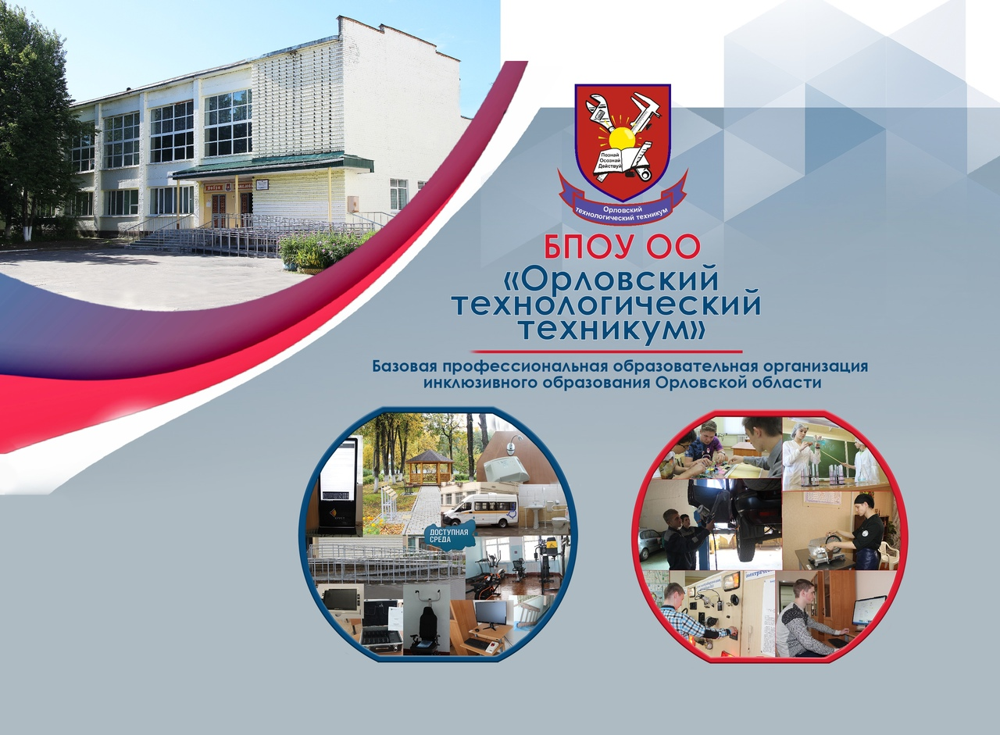 Познай
Осознай
Действуй
Орловский
технологический техникум
БПОУ ОО
«Орловский
технологический
техникум»
Базовая профессиональная образовательная организация
инклюзивного образования Орловской области
ДОСТУПНАЯ
СРЕДА